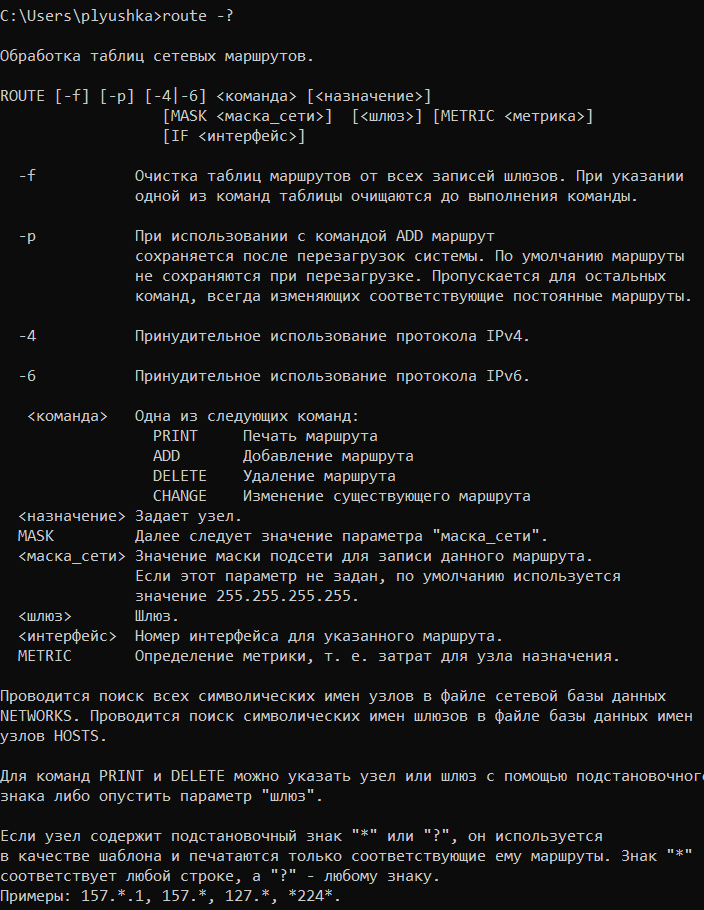 C:\Users\plyushka>route -?
Обработка таблиц сетевых маршрутов.
ROUTE [-f] [-p] [-4|-6] <команда> [<назначение>]
[MASK <маска_сети>]  [<шлюз>] [METRIC <метрика>]
[IF <интерфейс>]
-f           Очистка таблиц маршрутов от всех записей шлюзов. При указании
одной из команд таблицы очищаются до выполнения команды.
-p           При использовании с командой ADD маршрут
сохраняется после перезагрузок системы. По умолчанию маршруты
не сохраняются при перезагрузке. Пропускается для остальных
команд, всегда изменяющих соответствующие постоянные маршруты.
-4           Принудительное использование протокола IPv4.
-6           Принудительное использование протокола IPv6.
<команда>   Одна из следующих команд:
PRINT     Печать маршрута
ADD       Добавление маршрута
DELETE    Удаление маршрута
CHANGE    Изменение существующего маршрута
<назначение> Задает узел.
MASK         Далее следует значение параметра "маска_сети".
<маска_сети> Значение маски подсети для записи данного маршрута.
Если этот параметр не задан, по умолчанию используется
значение 255.255.255.255.
<шлюз>       Шлюз.
<интерфейс>  Номер интерфейса для указанного маршрута.
METRIC       Определение метрики, т. е. затрат для узла назначения.
Проводится поиск всех символических имен узлов в файле сетевой базы данных
NETWORKS. Проводится поиск символических имен шлюзов в файле базы данных имен
узлов HOSTS.
Для команд PRINT и DELETE можно указать узел или шлюз с помощью подстановочного
знака либо опустить параметр "шлюз".
Если узел содержит подстановочный знак "*" или "?", он используется
в качестве шаблона и печатаются только соответствующие ему маршруты. Знак "*"
соответствует любой строке, а "?" - любому знаку.
Примеры: 157.*.1, 157.*, 127.*, *224*.